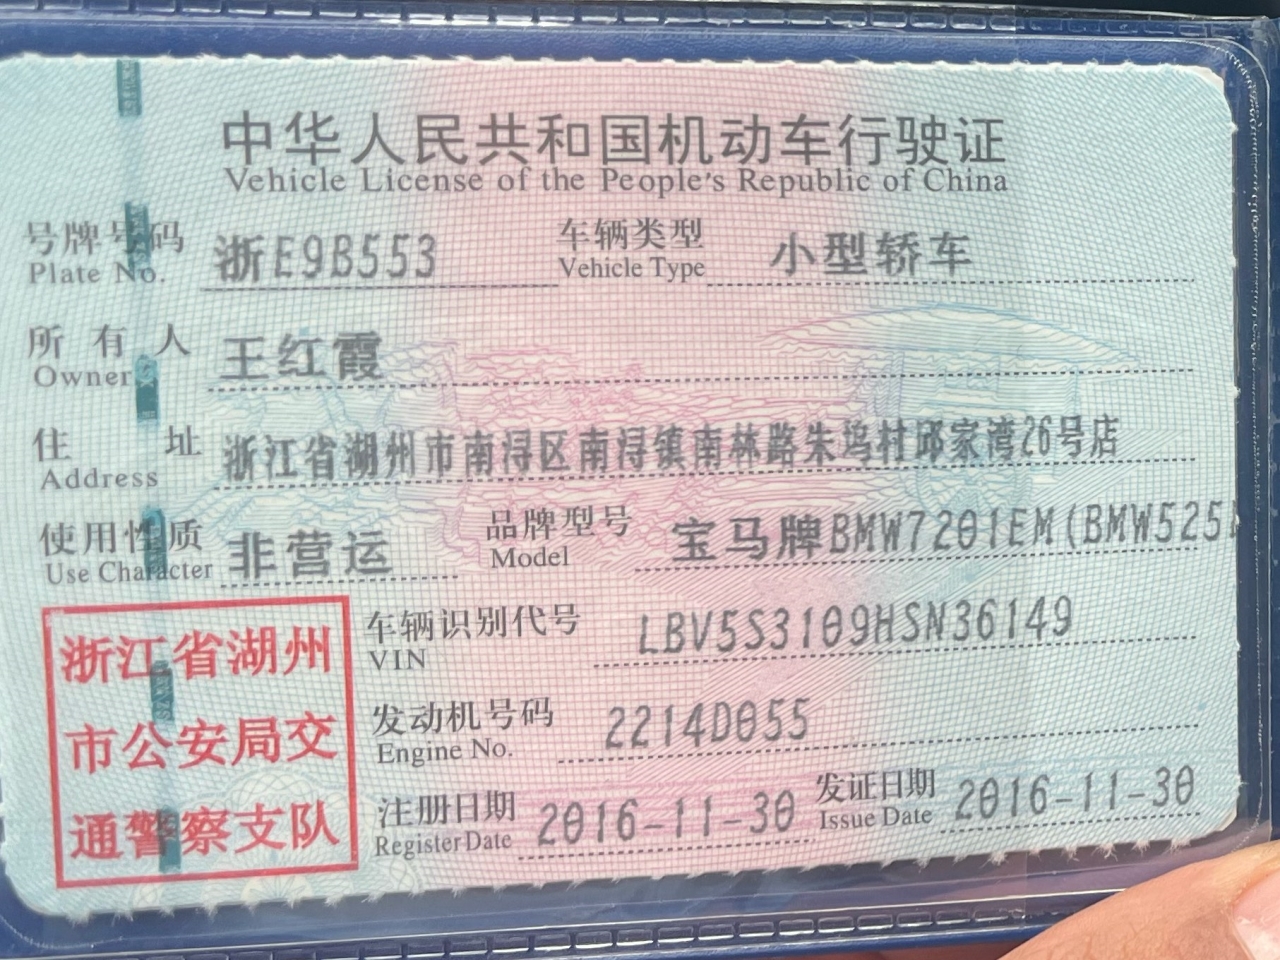 中华人民共和国机动车行驶证
Vehicle License of the People's Republic of China
号牌号码 浙E9B553 车辆类型 小型轿车
Plate No. Vehicle Type
所有人 王红霞
Owner
住址 浙江省湖州市南浔区南浔镇南林路朱坞村邱家湾26号店
Address
使用性质 非营运 品牌型号 宝马牌BMW7201EM(BMW525
Use Character Model
浙江省湖州
市公安局交
通警察支队
车辆识别代号 LBV5S3109HSN36149
VIN
发动机号码 2214D055
Engine No.
注册日期 2016-11-30 发证日期 2016-11-30
Register Date Issue Date